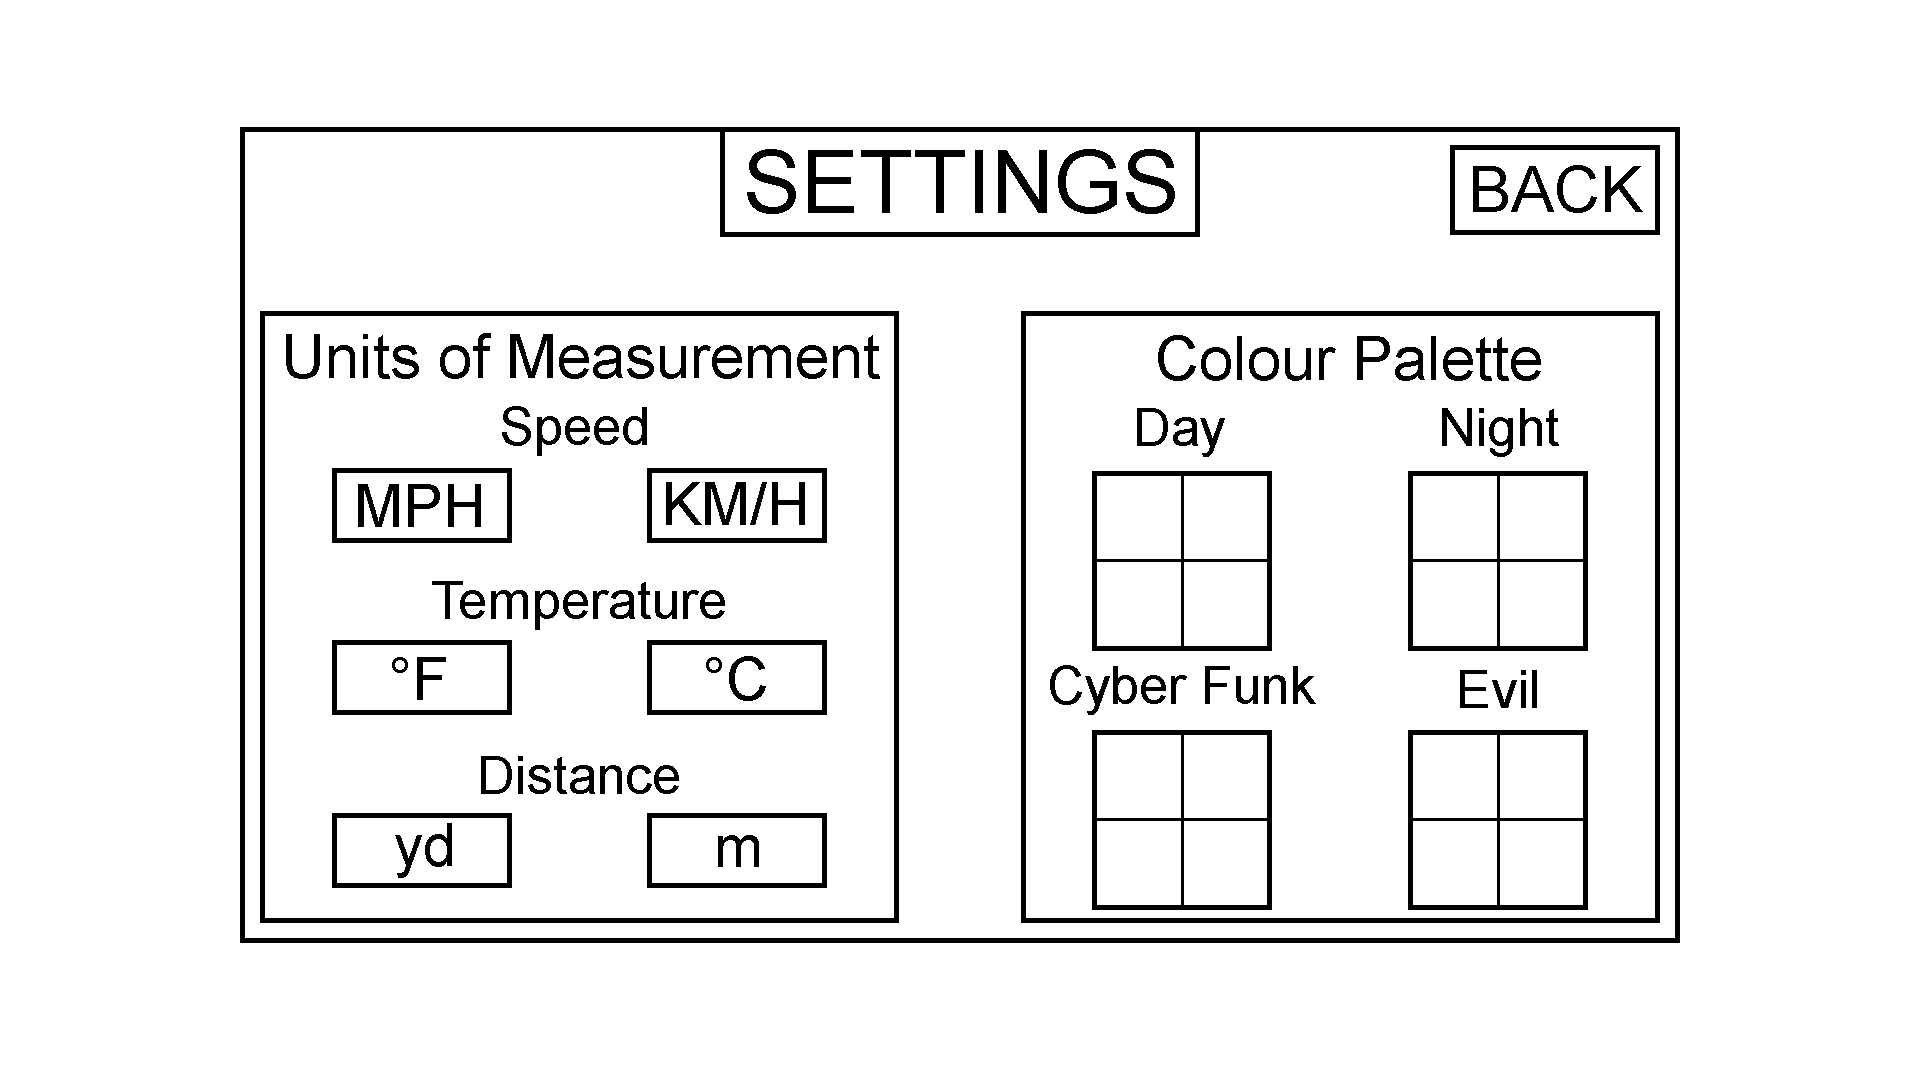 SETTINGS
BACK
Units of Measurement
Speed
MPH KM/H
Temperature
°F °C
Distance
yd m
Colour Palette
Day Night
Cyber Funk Evil